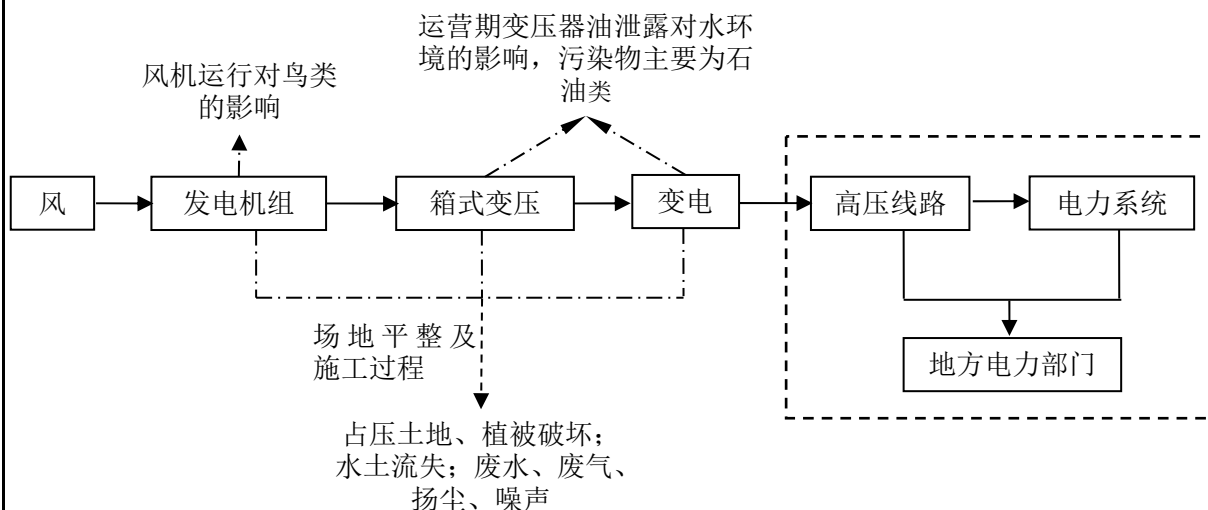 运营期变压器油泄露对水环
境的影响，污染物主要为石
油类
风机运行对鸟类
的影响
风
发电机组
箱式变压
变电
高压线路
电力系统
场地平整及
施工过程
地方电力部门
占压土地、植被破坏；
水土流失；废水、废气、
扬尘、噪声